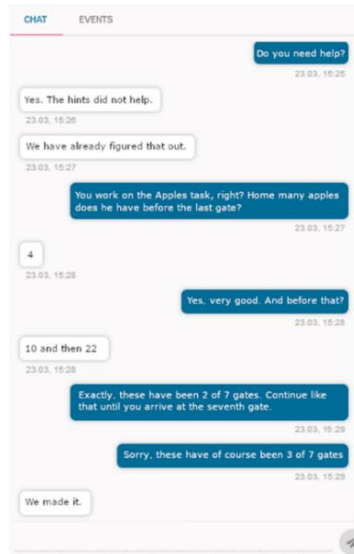 CHAT EVENTS
Do you need help?
23.03, 15:26
Yes. The hints did not help.
23.03, 15:26
We have already figured that out.
23.03, 15:27
You work on the Apples task, right? Home many apples
does he have before the last gate?
23.03, 15:27
4
23.03, 15:28
Yes, very good. And before that?
23.03, 15:28
10 and then 22
23.03, 15:28
Exactly, these have been 2 of 7 gates. Continue like
that until you arrive at the seventh gate.
23.03, 15:29
Sorry, these have of course been 3 of 7 gates
23.03, 15:29
We made it.